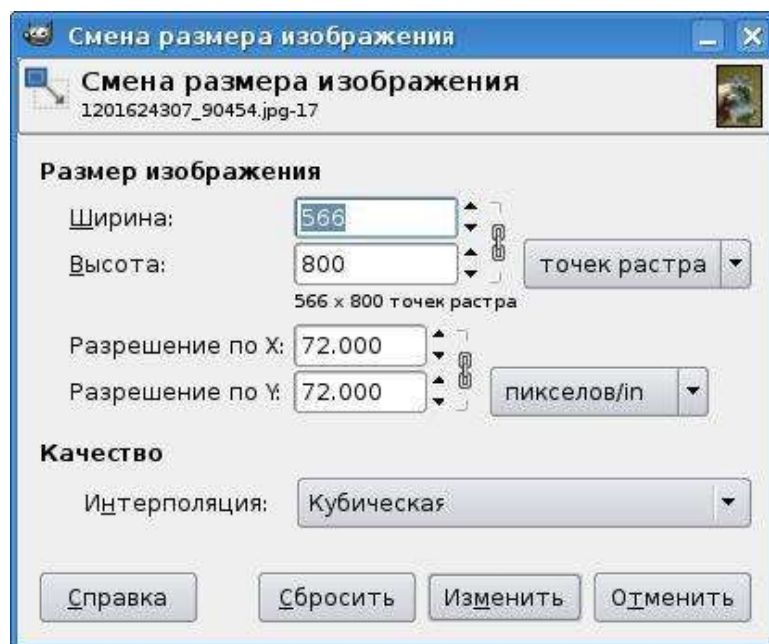 Смена размера изображения
Смена размера изображения
1201624307_90454.jpg-17
Размер изображения
Ширина: 566
Высота: 800 точек растра
566 x 800 точек растра
Разрешение по X: 72.000
Разрешение по Y: 72.000 пикселов/in
Качество
Интерполяция: Кубическая
Справка Сбросить Изменить Отменить